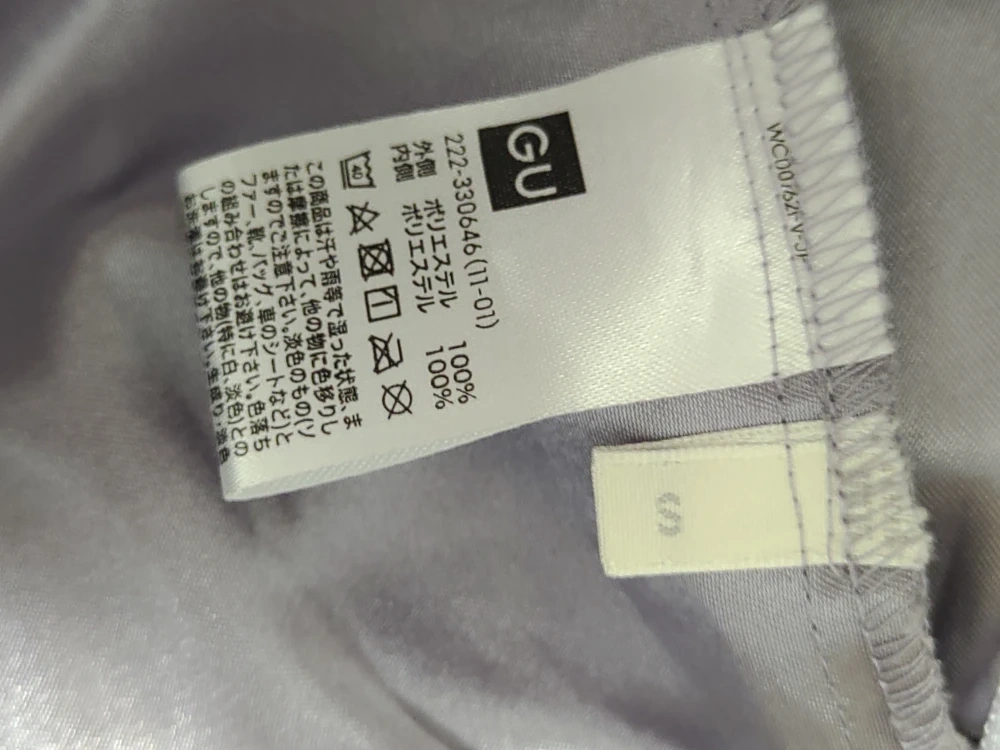 GU
222-330646(11-01)
外側 ポリエステル 100%
内側 ポリエステル 100%
40
この商品は汗や雨等で湿った状態、ま
たは摩擦によって、他の物に色移りし
ますのでご注意下さい。淡色のもの(ソ
ファー、靴、バッグ、車のシートなど)と
の組み合わせはお避け下さい。色落ち
しますので、他の物(特に白、淡色)との
S